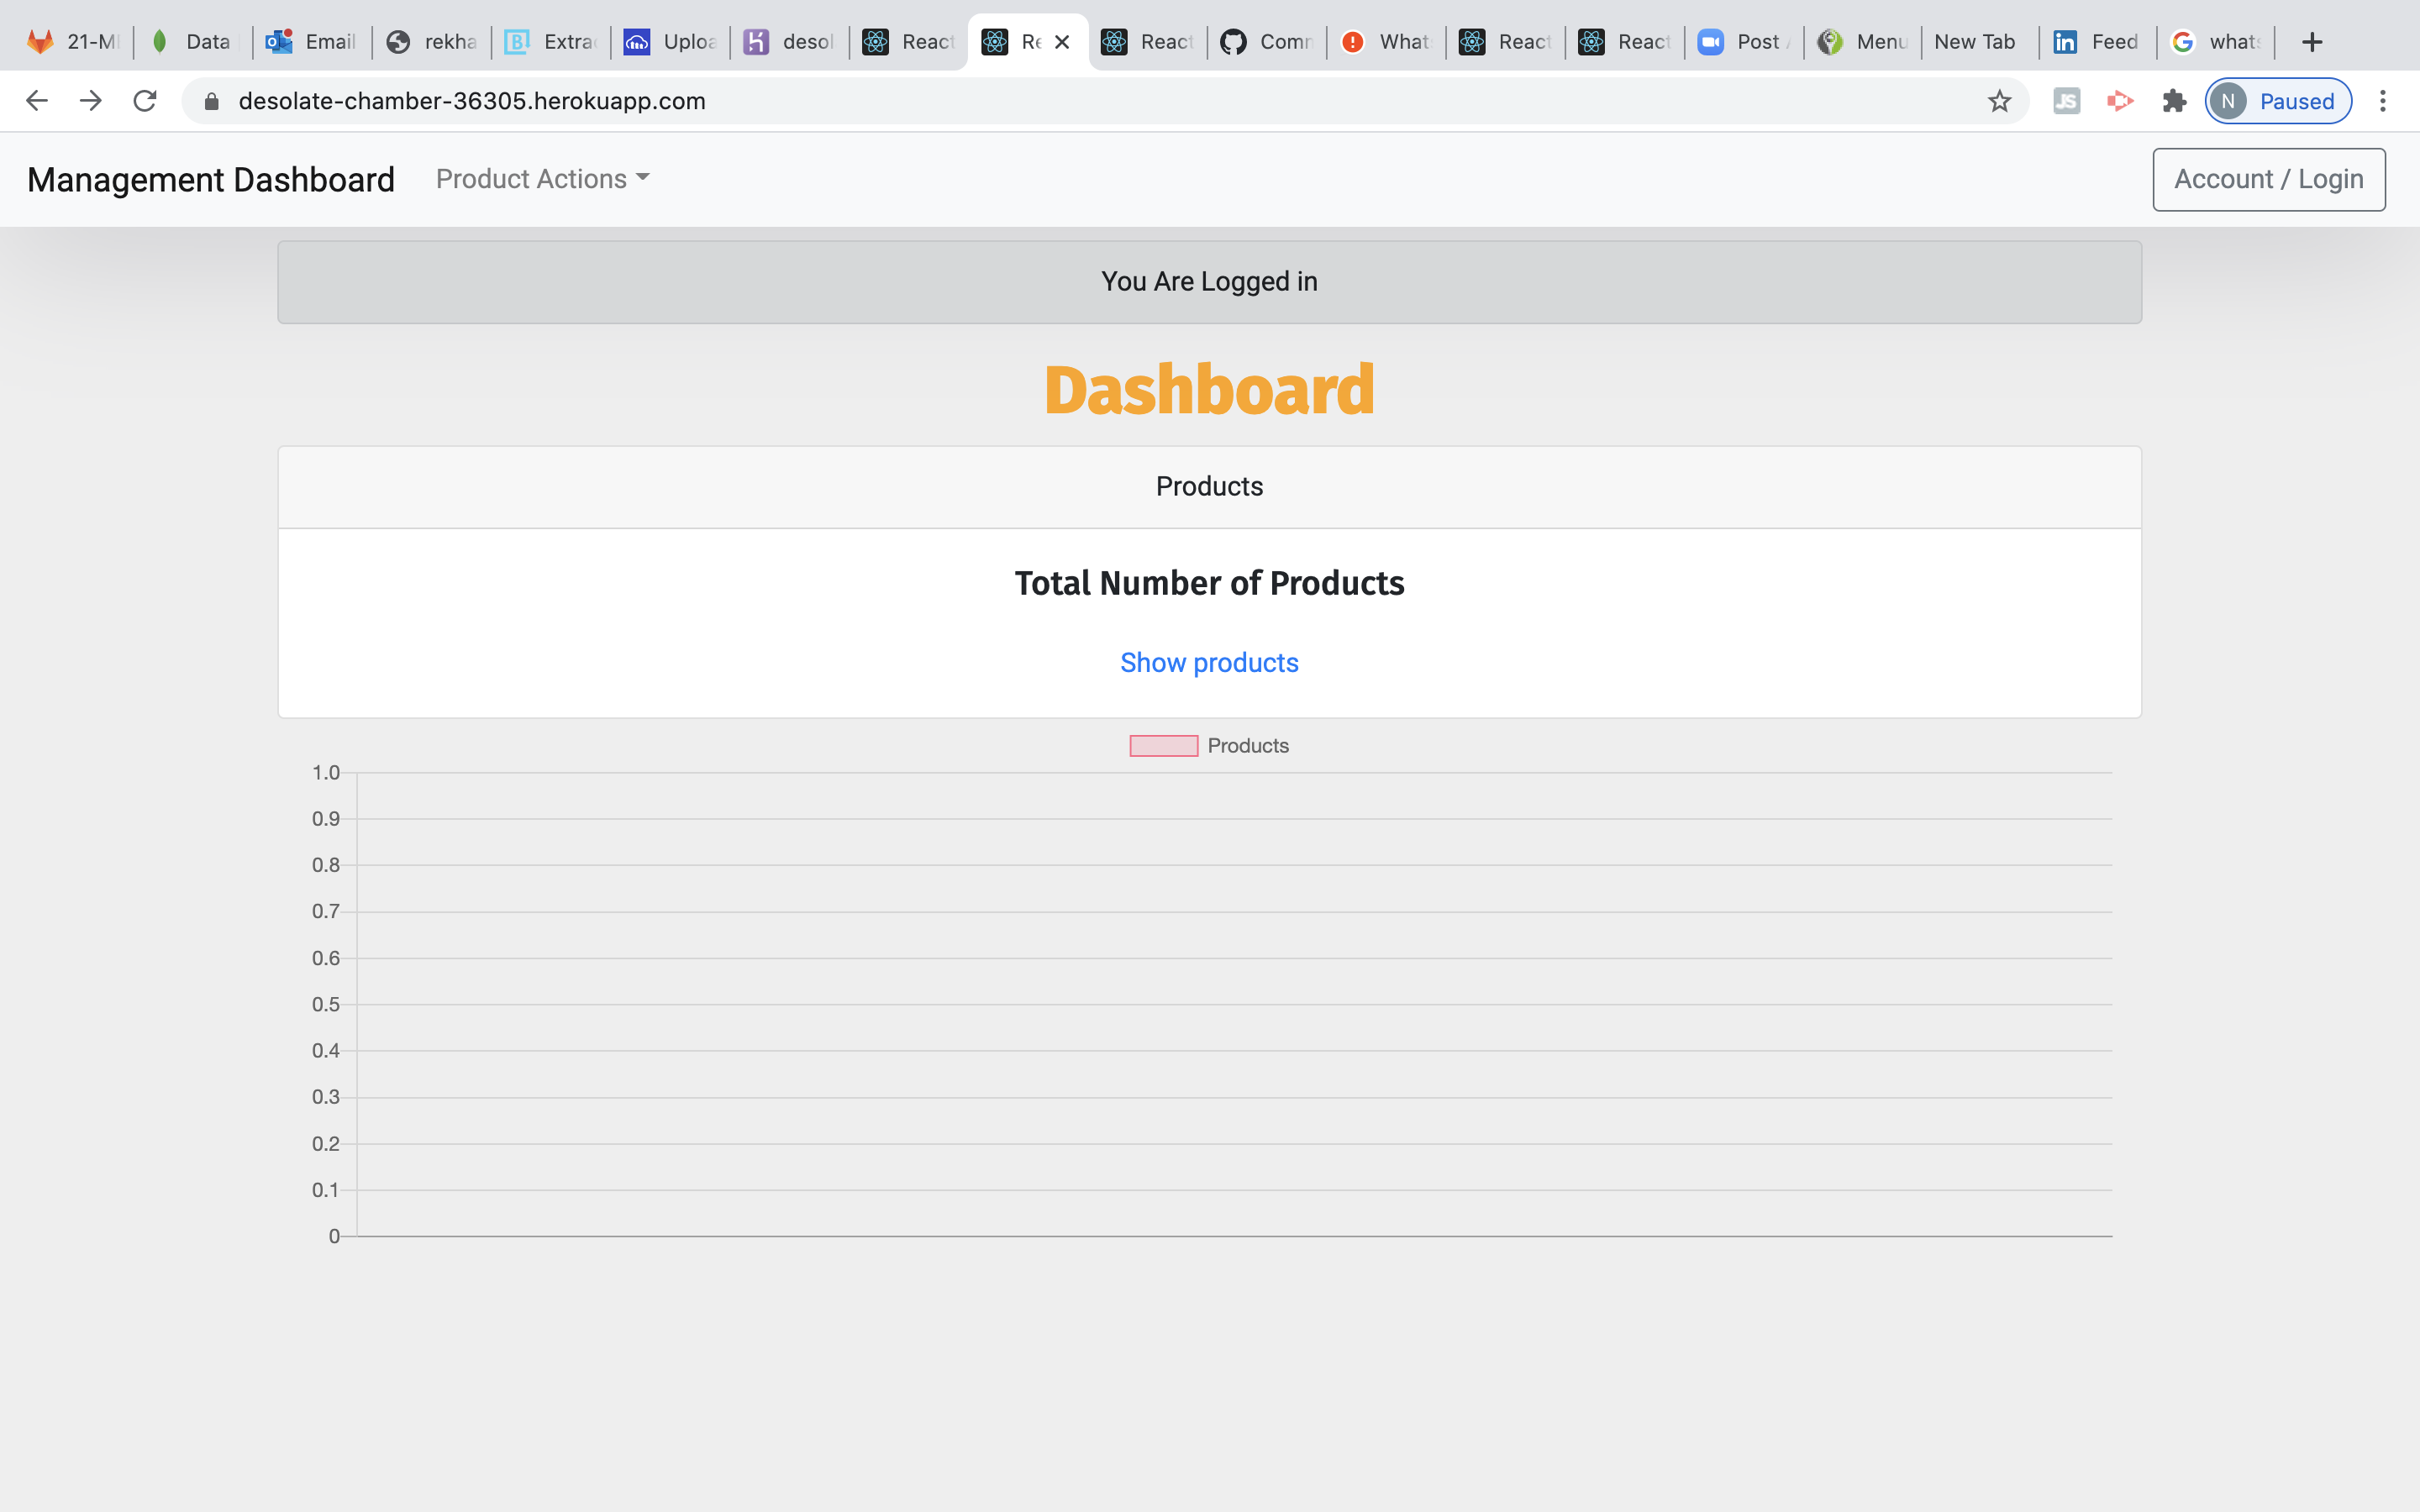 21-M
Data
Email
rekha
Extra
Uploa
desol
React
Re
React
Comm
What
React
React
Post
Menu
New Tab
Feed
what
desolate-chamber-36305.herokuapp.com
JS
N Paused
Management Dashboard Product Actions Account / Login
You Are Logged in
Dashboard
Products
Total Number of Products
Show products
Products
1.0
0.9
0.8
0.7
0.6
0.5
0.4
0.3
0.2
0.1
0